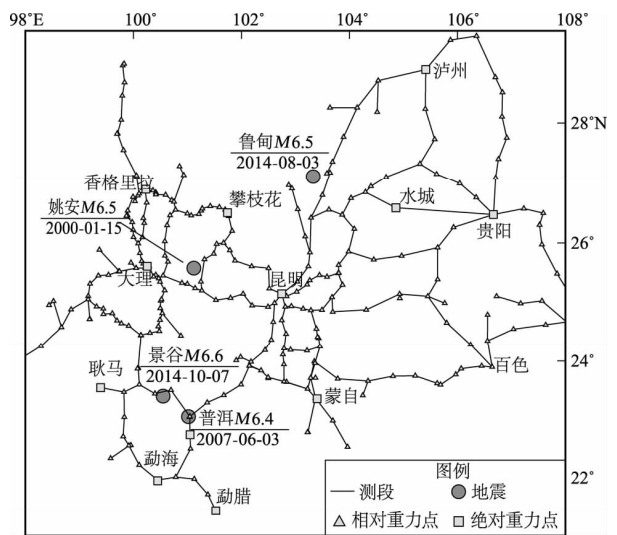 98°E
100°
102°
104°
106°
108°
泸州
28°N
鲁甸M6.5
2014-08-03
香格里拉
攀枝花
姚安M6.5
2000-01-15
水城
贵阳
26°
大理
昆明
景谷M6.6
2014-10-07
24°
百色
耿马
普洱M6.4
2007-06-03
蒙自
勐海
勐腊
22°
图例
测段
地震
相对重力点
绝对重力点